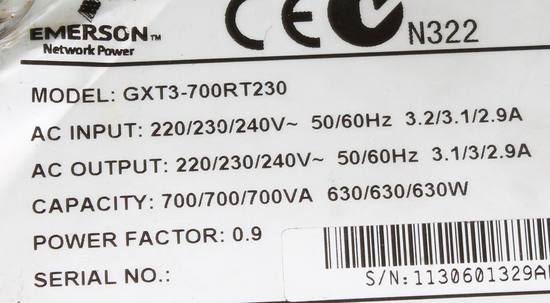 EMERSON™
Network Power
CE N322
MODEL: GXT3-700RT230
AC INPUT: 220/230/240V~ 50/60Hz 3.2/3.1/2.9A
AC OUTPUT: 220/230/240V~ 50/60Hz 3.1/3/2.9A
CAPACITY: 700/700/700VA 630/630/630W
POWER FACTOR: 0.9
SERIAL NO.:
S/N:1130601329A